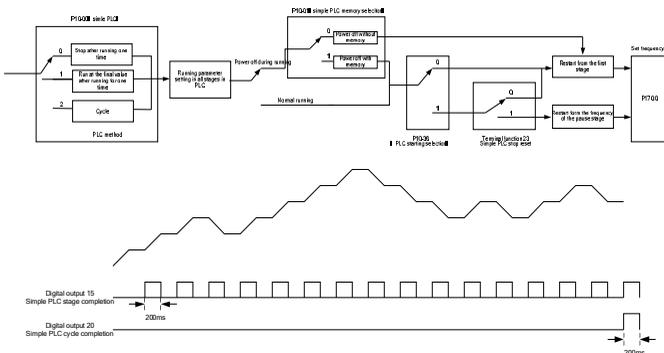 P10-00 simle PLC
0
Stop after running one
time
1
Run at the final value
after running for one
time
2
Cycle
PLC method
Running parameter
setting in all stages in
PLC
P10-01 simple PLC memory selection
Power off during running
0
Power off without
memory
1
Power off with
memory
Normal running
0
1
P10-36
PLC starting selection
0
1
Terminal function 23
Simple PLC stop reset
Restart from the first
stage
Restart form the frequency
of the pause stage
Set frequency
P17.00
Digital output 15
Simple PLC stage completion
200ms
Digital output 20
Simple PLC cycle completion
200ms